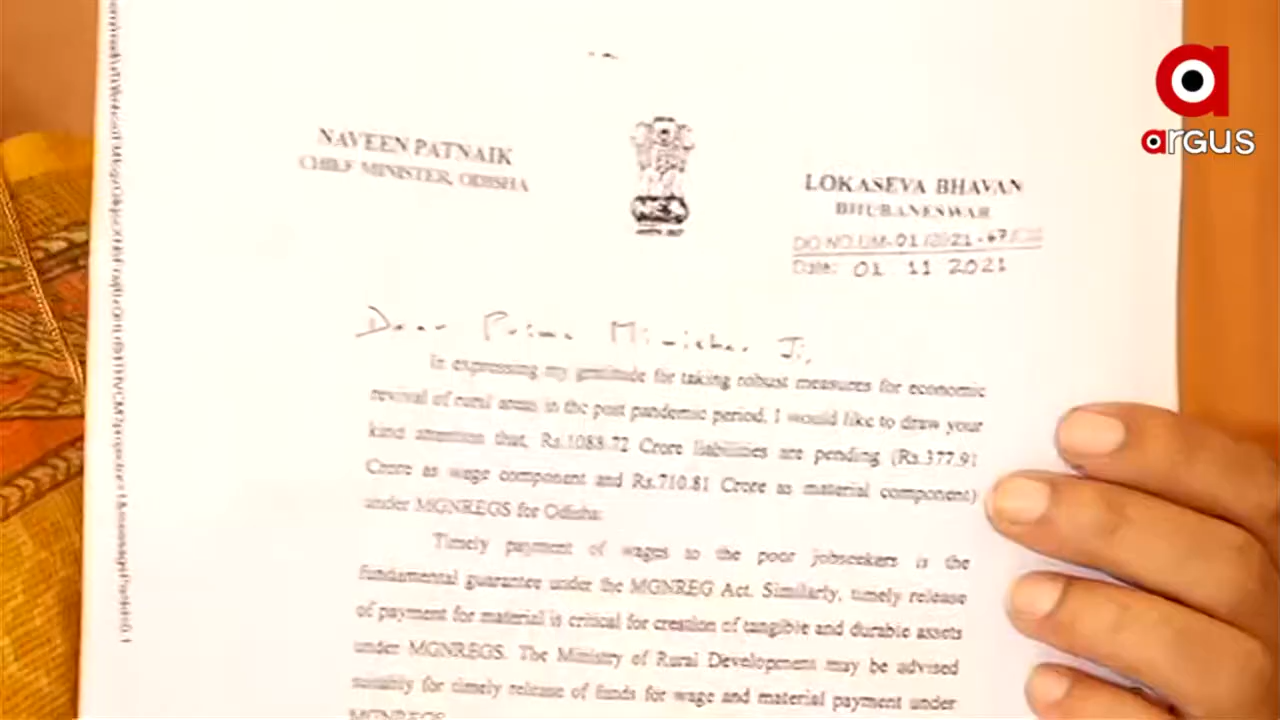 argus
NAVEEN PATNAIK
CHIEF MINISTER, ODISHA
LOKASEVA BHAVAN
BHUBANESWAR
Date: 01 11 2021
Dear Prime Minister Ji,
In expressing my gratitude for taking robust measures for economic
revival of rural areas in the post pandemic period, I would like to draw your
kind attention that, Rs.1088.72 Crore liabilities are pending (Rs.377.91
Crore as wage component and Rs.710.81 Crore as material component)
under MGNREGS for Odisha.
Timely payment of wages to the poor jobseekers is the
fundamental guarantee under the MGNREG Act. Similarly, timely release
of payment for material is critical for creation of tangible and durable assets
under MGNREGS. The Ministry of Rural Development may be advised
suitably for timely release of funds for wage and material payment under
MGNREGS